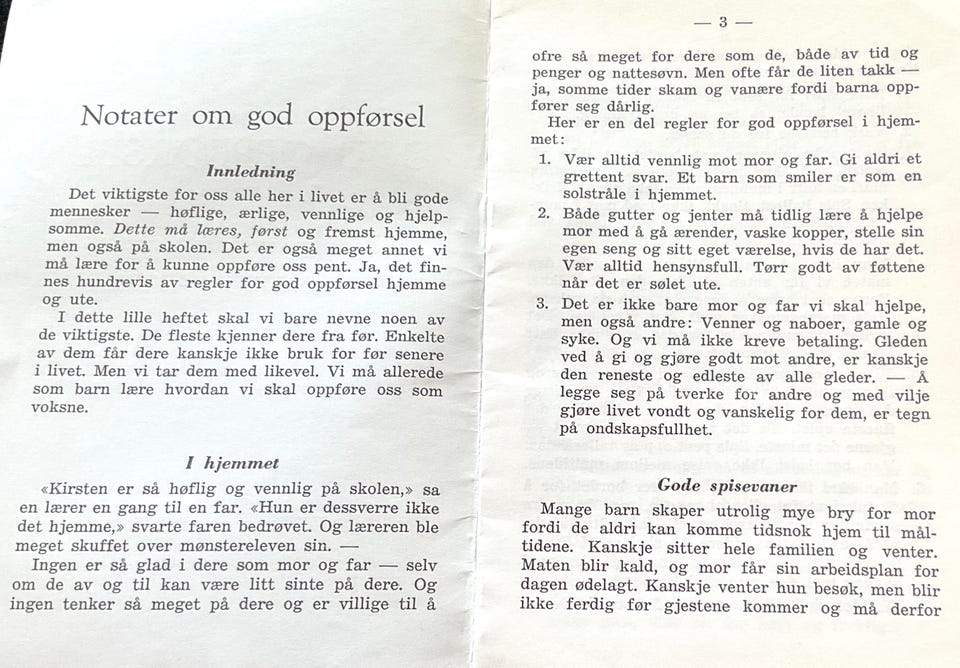 Notater om god oppførsel
Innledning
Det viktigste for oss alle her i livet er å bli gode
mennesker — høflige, ærlige, vennlige og hjelp-
somme. Dette må læres, først og fremst hjemme,
men også på skolen. Det er også meget annet vi
må lære for å kunne oppføre oss pent. Ja, det fin-
nes hundrevis av regler for god oppførsel hjemme
og ute.
I dette lille heftet skal vi bare nevne noen av
de viktigste. De fleste kjenner dere fra før. Enkelte
av dem får dere kanskje ikke bruk for før senere
i livet. Men vi tar dem med likevel. Vi må allerede
som barn lære hvordan vi skal oppføre oss som
voksne.
I hjemmet
«Kirsten er så høflig og vennlig på skolen,» sa
en lærer en gang til en far. «Hun er dessverre ikke
det hjemme,» svarte faren bedrøvet. Og læreren ble
meget skuffet over mønstereleven sin. —
Ingen er så glad i dere som mor og far — selv
om de av og til kan være litt sinte på dere. Og
ingen tenker så meget på dere og er villige til å
— 3 —
ofre så meget for dere som de, både av tid og
penger og nattesøvn. Men ofte får de liten takk —
ja, somme tider skam og vanære fordi barna opp-
fører seg dårlig.
Her er en del regler for god oppførsel i hjem-
met:
1. Vær alltid vennlig mot mor og far. Gi aldri et
grettent svar. Et barn som smiler er som en
solstråle i hjemmet.
2. Både gutter og jenter må tidlig lære å hjelpe
mor med å gå ærender, vaske kopper, stelle sin
egen seng og sitt eget værelse, hvis de har det.
Vær alltid hensynsfull. Tørr godt av føttene
når det er sølet ute.
3. Det er ikke bare mor og far vi skal hjelpe,
men også andre: Venner og naboer, gamle og
syke. Og vi må ikke kreve betaling. Gleden
ved å gi og gjøre godt mot andre, er kanskje
den reneste og edleste av alle gleder. — Å
legge seg på tverke for andre og med vilje
gjøre livet vondt og vanskelig for dem, er tegn
på ondskapsfullhet.
Gode spisevaner
Mange barn skaper utrolig mye bry for mor
fordi de aldri kan komme tidsnok hjem til mål-
tidene. Kanskje sitter hele familien og venter.
Maten blir kald, og mor får sin arbeidsplan for
dagen ødelagt. Kanskje venter hun besøk, men blir
ikke ferdig før gjestene kommer og må derfor